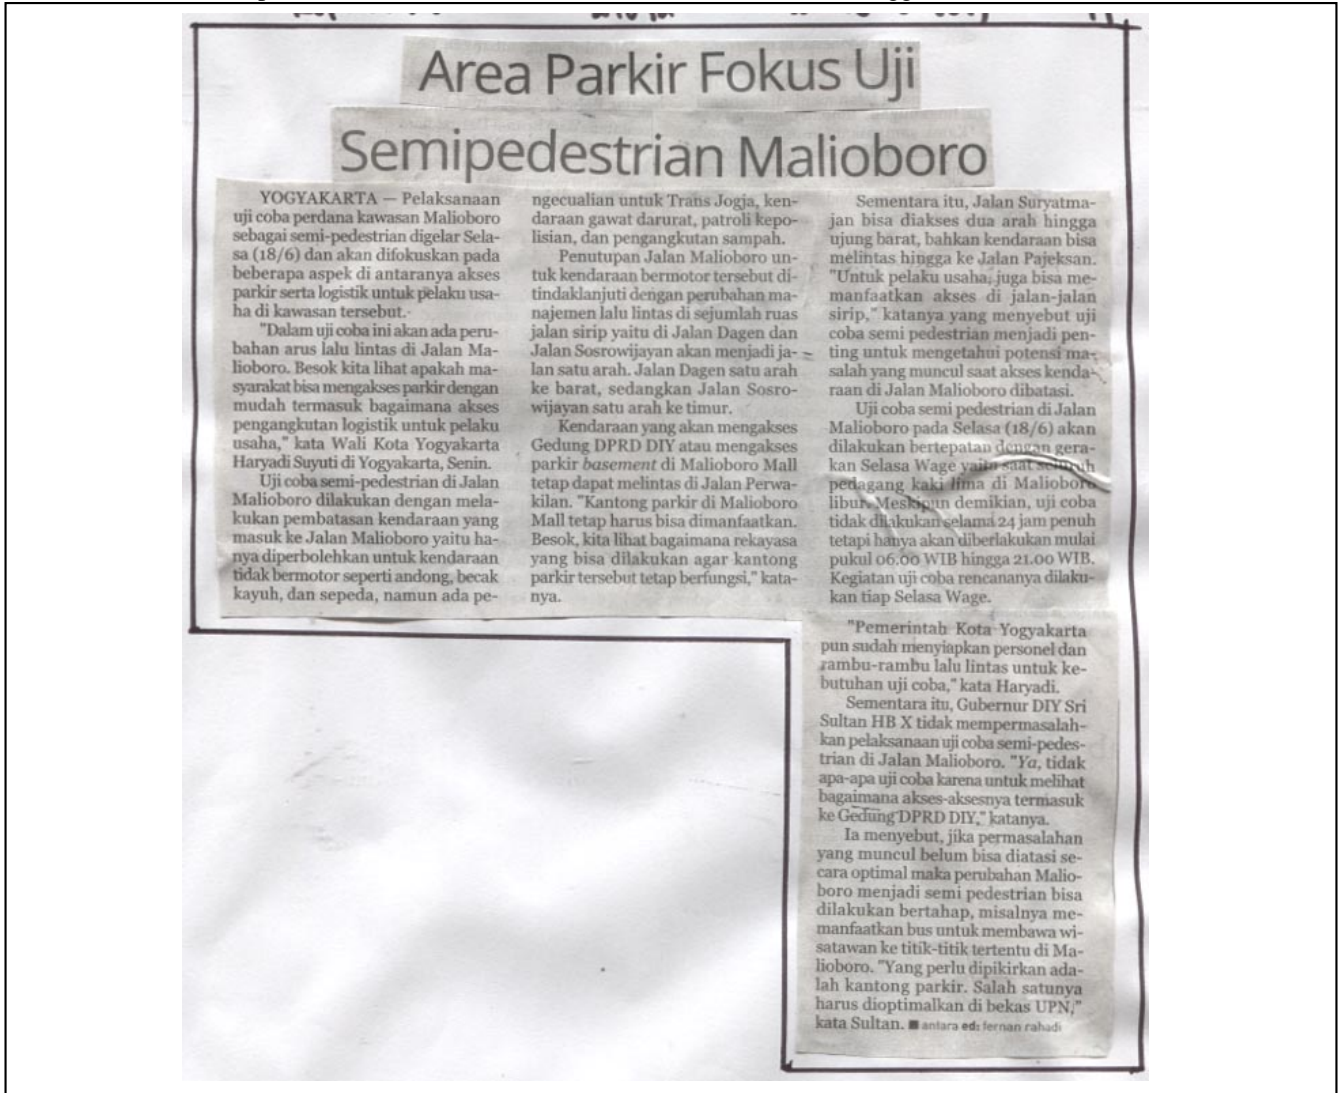 Area Parkir Fokus Uji
Semipedestrian Malioboro
YOGYAKARTA — Pelaksanaan
uji coba perdana kawasan Malioboro
sebagai semi-pedestrian digelar Sela-
sa (18/6) dan akan difokuskan pada
beberapa aspek di antaranya akses
parkir serta logistik untuk pelaku usa-
ha di kawasan tersebut.
"Dalam uji coba ini akan ada peru-
bahan arus lalu lintas di Jalan Ma-
lioboro. Besok kita lihat apakah ma-
syarakat bisa mengakses parkir dengan
mudah termasuk bagaimana akses
pengangkutan logistik untuk pelaku
usaha," kata Wali Kota Yogyakarta
Haryadi Suyuti di Yogyakarta, Senin.
Uji coba semi-pedestrian di Jalan
Malioboro dilakukan dengan mela-
kukan pembatasan kendaraan yang
masuk ke Jalan Malioboro yaitu ha-
nya diperbolehkan untuk kendaraan
tidak bermotor seperti andong, becak
kayuh, dan sepeda, namun ada pe-
ngecualian untuk Trans Jogja, ken-
daraan gawat darurat, patroli kepo-
lisian, dan pengangkutan sampah.
Penutupan Jalan Malioboro un-
tuk kendaraan bermotor tersebut di-
tindaklanjuti dengan perubahan ma-
najemen lalu lintas di sejumlah ruas
jalan sirip yaitu di Jalan Dagen dan
Jalan Sosrowijayan akan menjadi ja-
lan satu arah. Jalan Dagen satu arah
ke barat, sedangkan Jalan Sosro-
wijayan satu arah ke timur.
Kendaraan yang akan mengakses
Gedung DPRD DIY atau mengakses
parkir basement di Malioboro Mall
tetap dapat melintas di Jalan Perwa-
kilan. "Kantong parkir di Malioboro
Mall tetap harus bisa dimanfaatkan.
Besok, kita lihat bagaimana rekayasa
yang bisa dilakukan agar kantong
parkir tersebut tetap berfungsi," kata-
nya.
Sementara itu, Jalan Suryatma-
jan bisa diakses dua arah hingga
ujung barat, bahkan kendaraan bisa
melintas hingga ke Jalan Pajeksan.
"Untuk pelaku usaha, juga bisa me-
manfaatkan akses di jalan-jalan
sirip," katanya yang menyebut uji
coba semi pedestrian menjadi pen-
ting untuk mengetahui potensi ma-
salah yang muncul saat akses kenda-
raan di Jalan Malioboro dibatasi.
Uji coba semi pedestrian di Jalan
Malioboro pada Selasa (18/6) akan
dilakukan bertepatan dengan gera-
kan Selasa Wage yaitu saat seluruh
pedagang kaki lima di Malioboro
libur. Meskipun demikian, uji coba
tidak dilakukan selama 24 jam penuh
tetapi hanya akan diberlakukan mulai
pukul 06.00 WIB hingga 21.00 WIB.
Kegiatan uji coba rencananya dilaku-
kan tiap Selasa Wage.
"Pemerintah Kota Yogyakarta
pun sudah menyiapkan personel dan
rambu-rambu lalu lintas untuk ke-
butuhan uji coba," kata Haryadi.
Sementara itu, Gubernur DIY Sri
Sultan HB X tidak mempermasalah-
kan pelaksanaan uji coba semi-pedes-
trian di Jalan Malioboro. "Ya, tidak
apa-apa uji coba karena untuk melihat
bagaimana akses-aksesnya termasuk
ke Gedung DPRD DIY," katanya.
Ia menyebut, jika permasalahan
yang muncul belum bisa diatasi se-
cara optimal maka perubahan Malio-
boro menjadi semi pedestrian bisa
dilakukan bertahap, misalnya me-
manfaatkan bus untuk membawa wi-
satawan ke titik-titik tertentu di Ma-
lioboro. "Yang perlu dipikirkan ada-
lah kantong parkir. Salah satunya
harus dioptimalkan di bekas UPN,"
kata Sultan. ■ antara ed: fernan rahadi